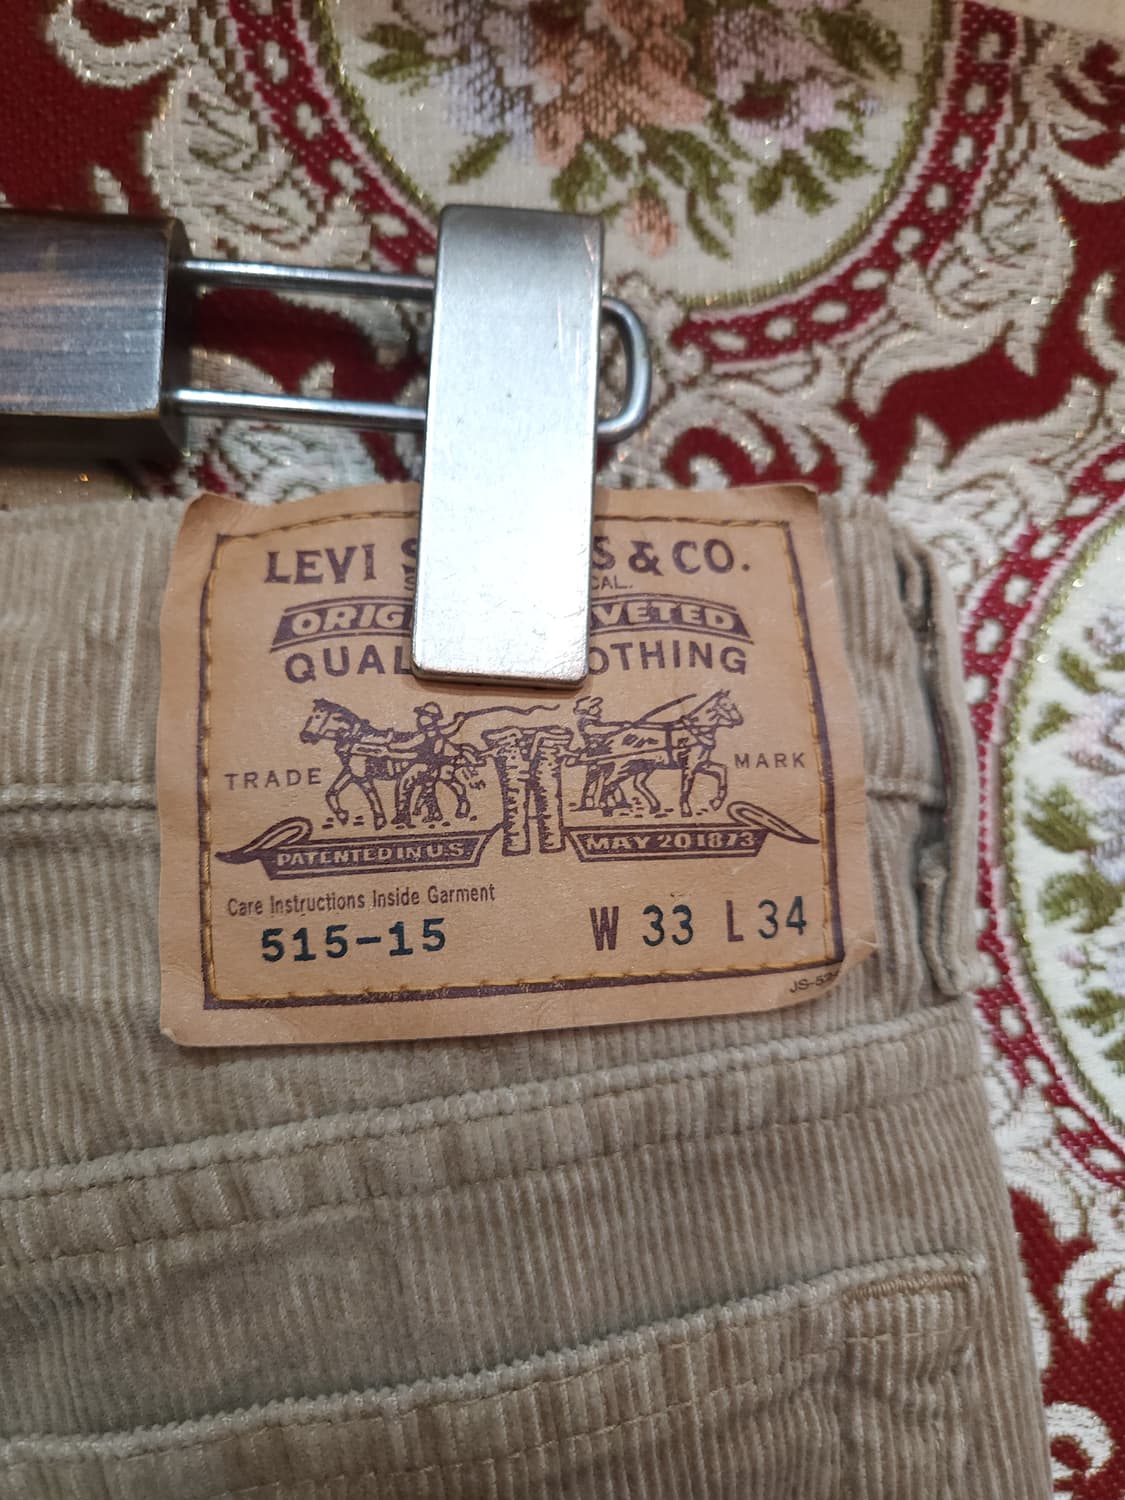 LEVI S S & CO.
CAL.
ORIG VETED
QUAL OTHING
TRADE MARK
PATENTED IN U.S. MAY 20 1873
Care Instructions Inside Garment
515-15 W 33 L 34